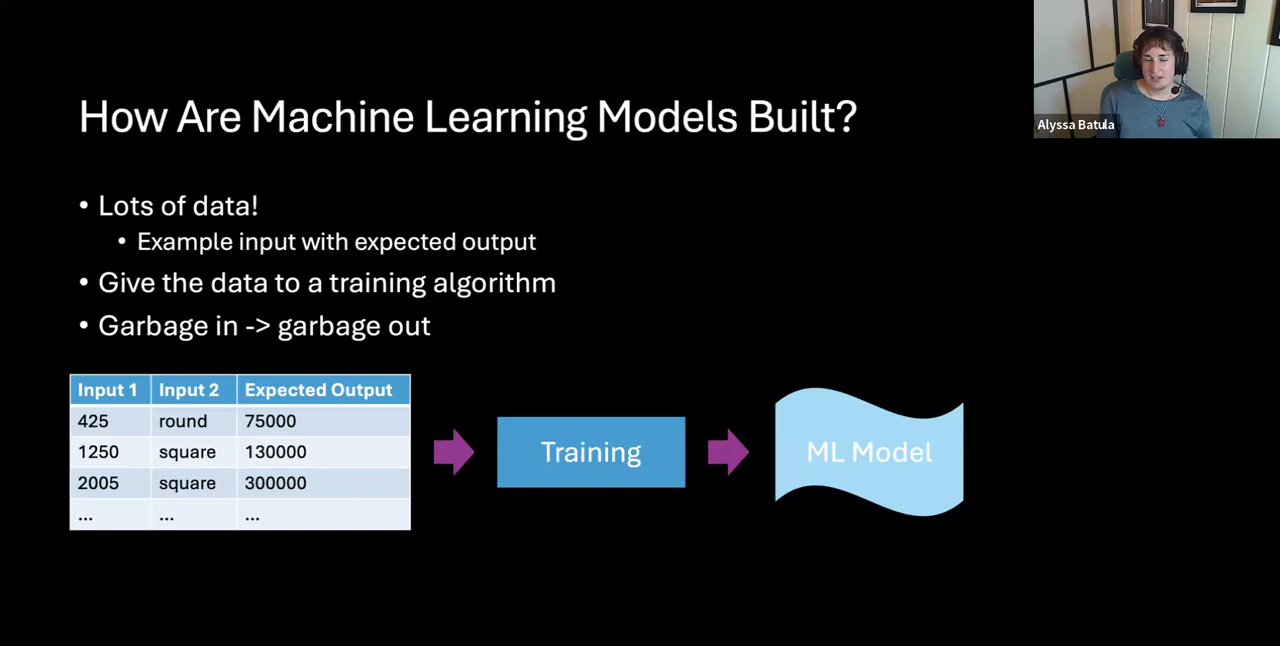 How Are Machine Learning Models Built?
Alyssa Batula
• Lots of data!
• Example input with expected output
• Give the data to a training algorithm
• Garbage in -> garbage out
Input 1 Input 2 Expected Output
425 round 75000
1250 square 130000
2005 square 300000
... ... ...
Training
ML Model